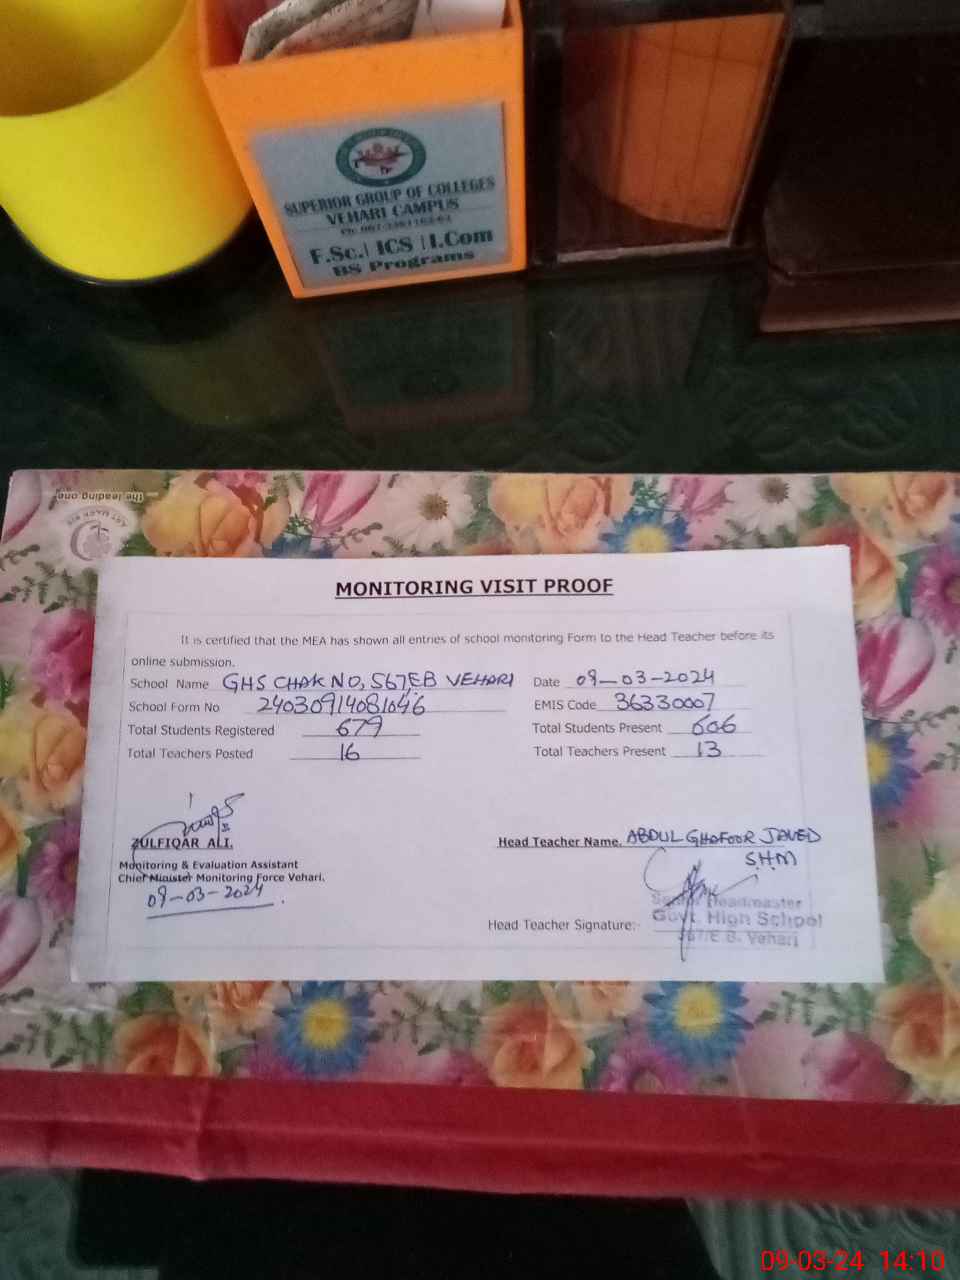 SUPERIOR GROUP OF COLLEGES
VEHARI CAMPUS
F.Sc.| ICS | I.Com
BS Programs
the leading one
MONITORING VISIT PROOF
It is certified that the MEA has shown all entries of school monitoring Form to the Head Teacher before its
online submission.
School Name GHS CHAK NO, 567EB VEHARI Date 09-03-2024
School Form No 24030914081646 EMIS Code 36330007
Total Students Registered 679 Total Students Present 606
Total Teachers Posted 16 Total Teachers Present 13
ZULFIQAR ALI. Head Teacher Name. ABDUL GHAFOOR JAVED
S.H.M
Monitoring & Evaluation Assistant
Chief Minister Monitoring Force Vehari.
09-03-2024
Senior Headmaster
Head Teacher Signature:- Govt. High School
567/E.B. Vehari
09-03-24 14:10